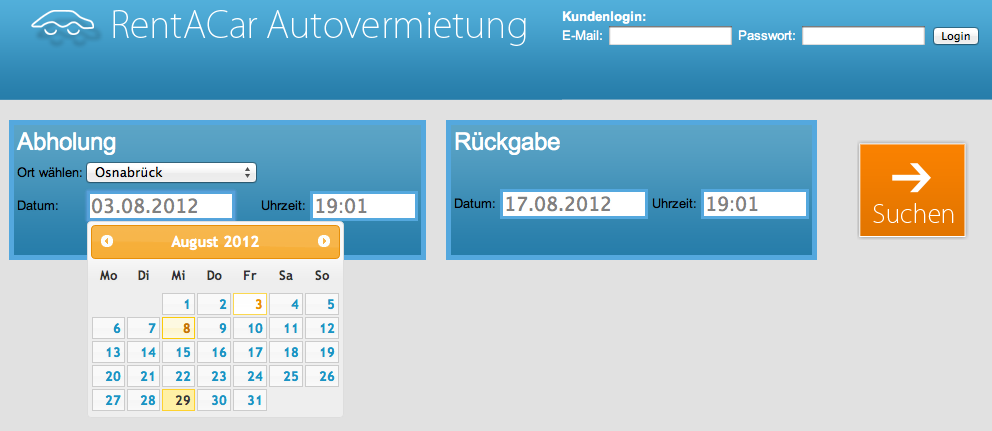 RentACar Autovermietung
Kundenlogin:
E-Mail: Passwort: Login
Abholung
Ort wählen: Osnabrück
Datum: 03.08.2012 Uhrzeit: 19:01
August 2012
Mo Di Mi Do Fr Sa So
1 2 3 4 5
6 7 8 9 10 11 12
13 14 15 16 17 18 19
20 21 22 23 24 25 26
27 28 29 30 31
Rückgabe
Datum: 17.08.2012 Uhrzeit: 19:01
Suchen